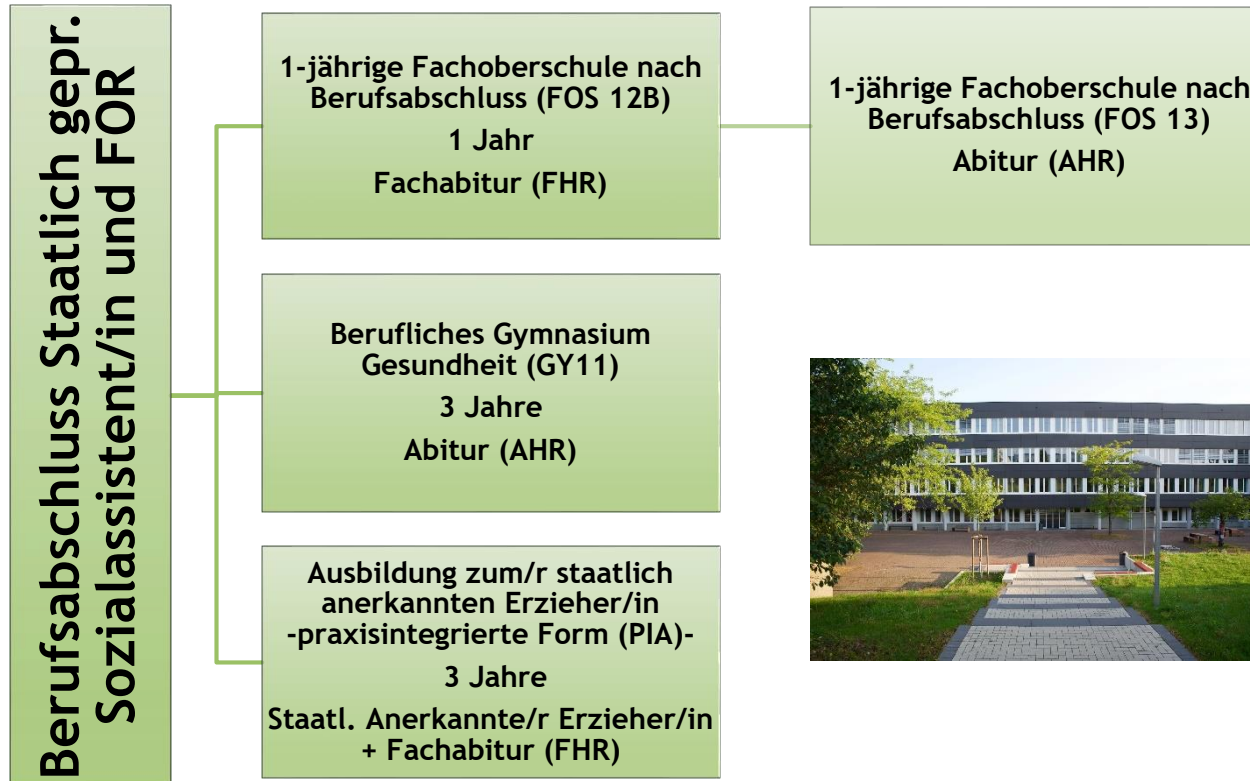 Berufsabschluss Staatlich gepr.
Sozialassistent/in und FOR
1-jährige Fachoberschule nach
Berufsabschluss (FOS 12B)
1 Jahr
Fachabitur (FHR)
1-jährige Fachoberschule nach
Berufsabschluss (FOS 13)
Abitur (AHR)
Berufliches Gymnasium
Gesundheit (GY11)
3 Jahre
Abitur (AHR)
Ausbildung zum/r staatlich
anerkannten Erzieher/in
-praxisintegrierte Form (PIA)-
3 Jahre
Staatl. Anerkannte/r Erzieher/in
+ Fachabitur (FHR)